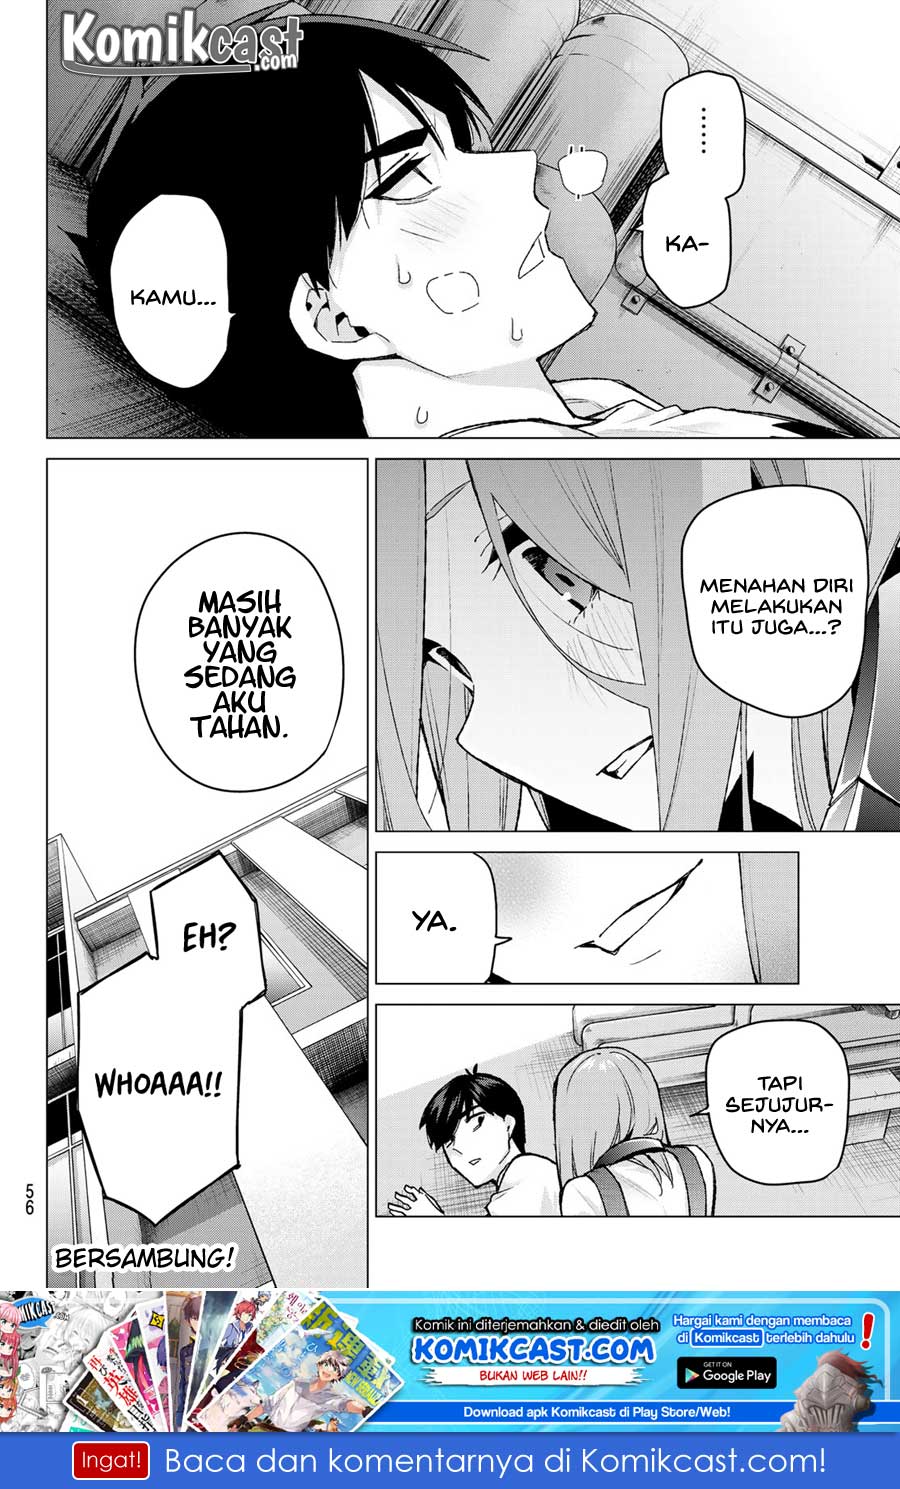 Komikcast
.com
........
KA-
KAMU...
MENAHAN DIRI
MELAKUKAN
ITU JUGA...?
YA.
TAPI
SEJUJUR-
NYA...
MASIH
BANYAK
YANG
SEDANG
AKU
TAHAN.
EH?
WHOAAA!!
56
BERSAMBUNG!
Komik ini diterjemahkan & diedit oleh
KOMIKCAST.COM
BUKAN WEB LAIN!!
Hargai kami dengan membaca
di Komikcast terlebih dahulu
!
GET IT ON
Google Play
Download apk Komikcast di Play Store/Web!
Ingat! Baca dan komentarnya di Komikcast.com!